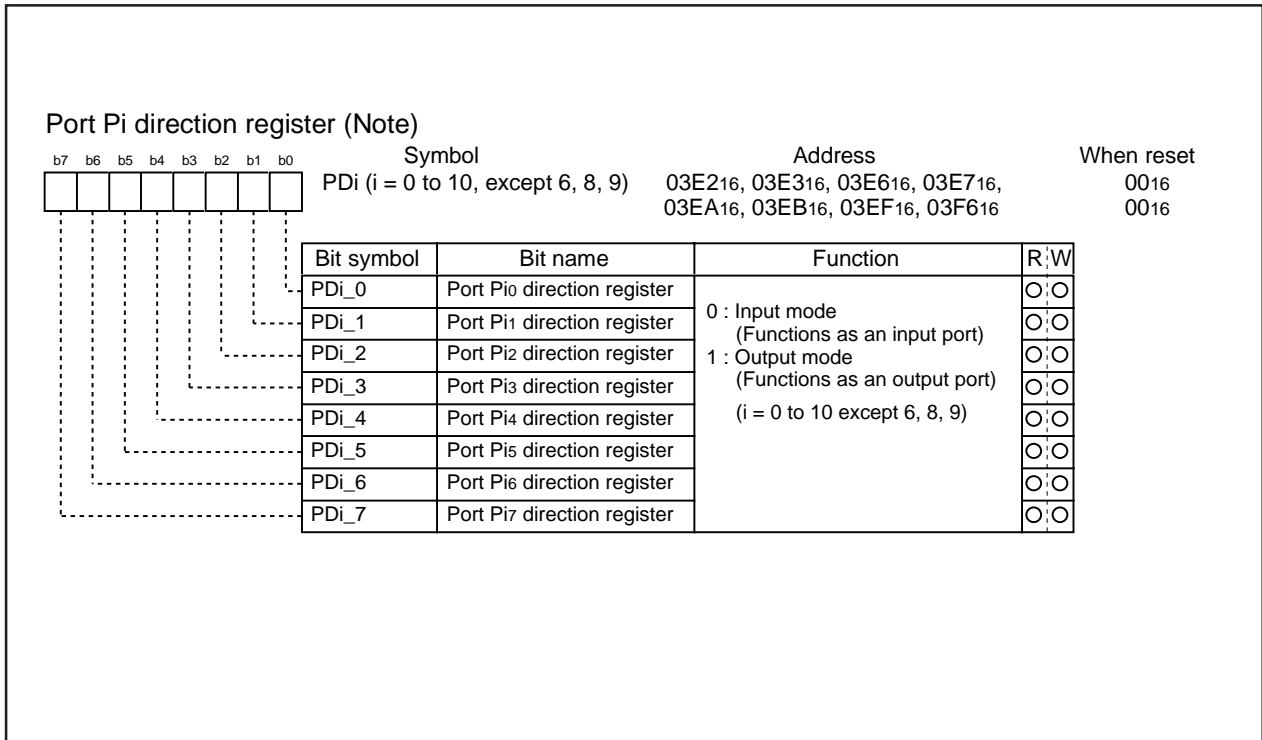 Port Pi direction register (Note)
b7 b6 b5 b4 b3 b2 b1 b0
Symbol Address When reset
PDi (i = 0 to 10, except 6, 8, 9) 03E216, 03E316, 03E616, 03E716, 0016
03EA16, 03EB16, 03EF16, 03F616 0016
Bit symbol Bit name Function R W
PDi_0 Port Pi0 direction register
0 : Input mode
PDi_1 Port Pi1 direction register
(Functions as an input port)
PDi_2 Port Pi2 direction register
1 : Output mode
PDi_3 Port Pi3 direction register
(Functions as an output port)
PDi_4 Port Pi4 direction register
(i = 0 to 10 except 6, 8, 9)
PDi_5 Port Pi5 direction register
PDi_6 Port Pi6 direction register
PDi_7 Port Pi7 direction register